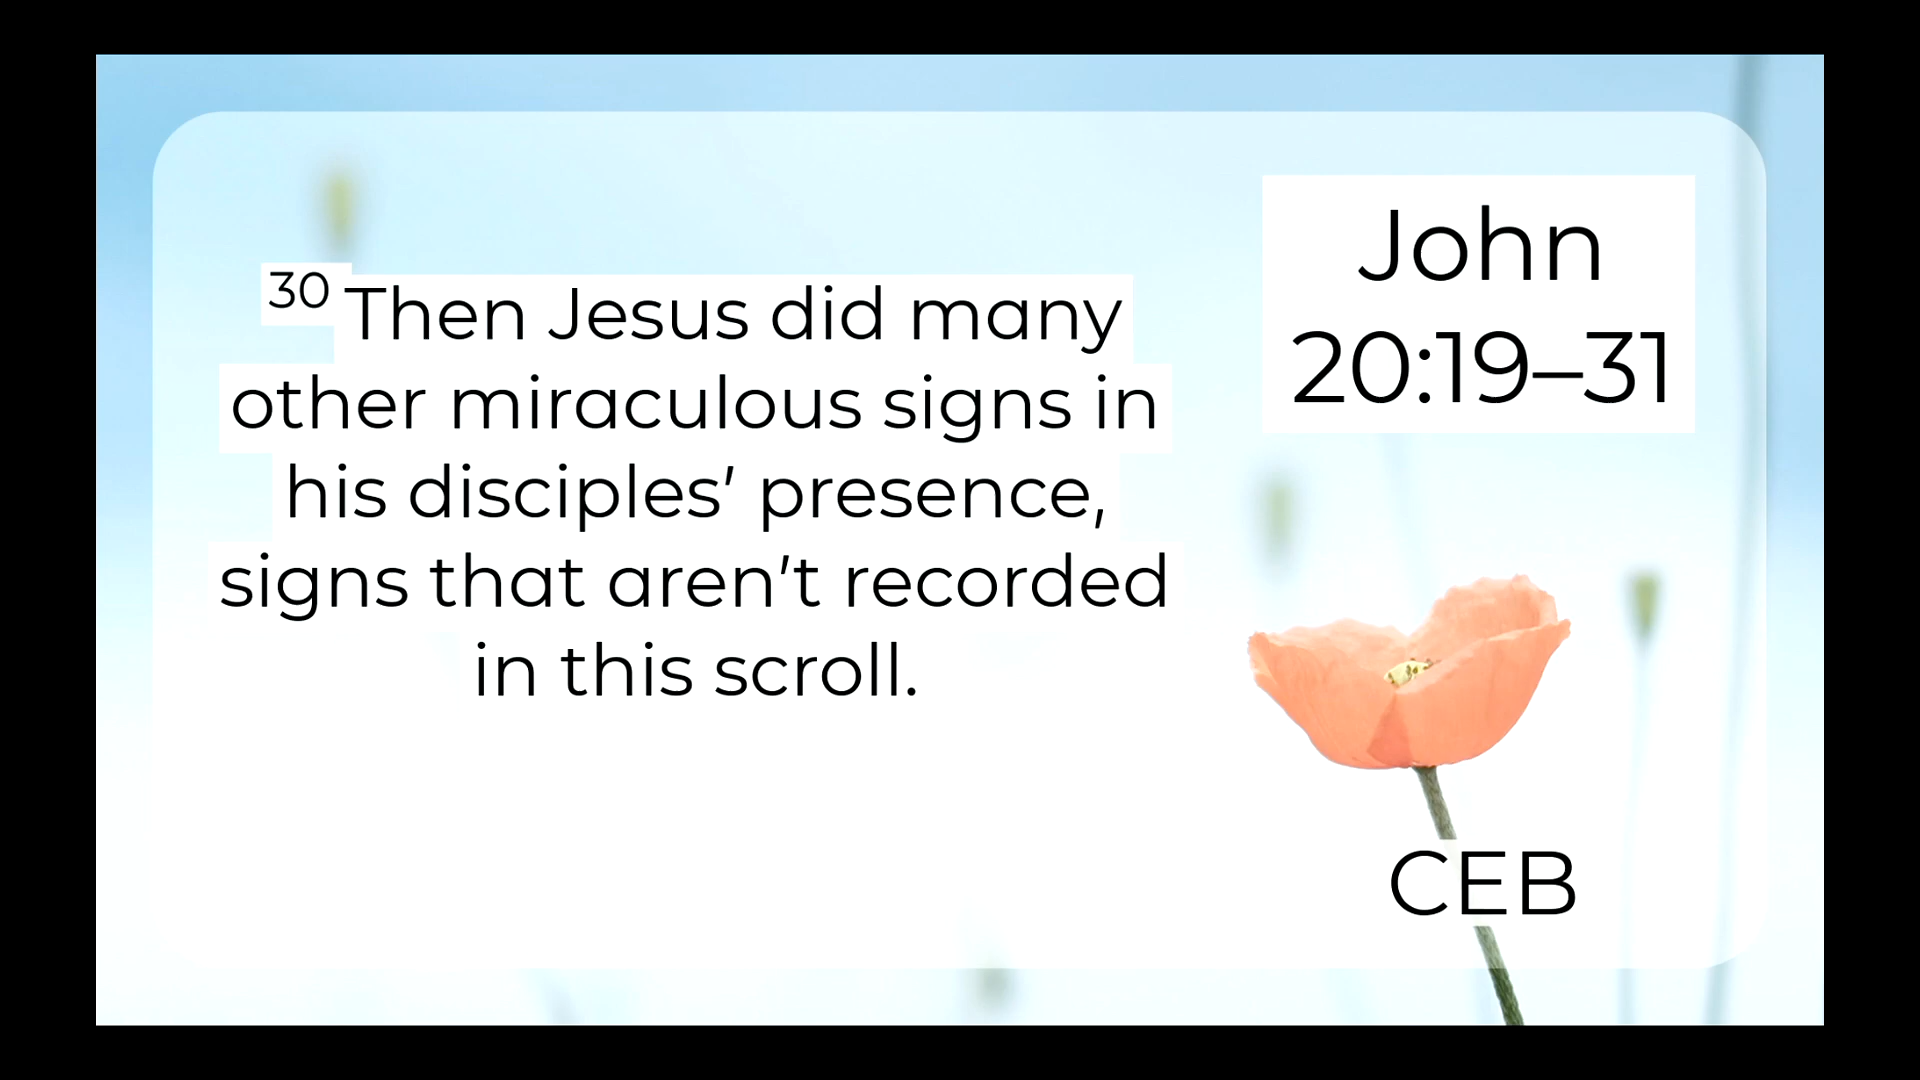 30 Then Jesus did many
other miraculous signs in
his disciples’ presence,
signs that aren’t recorded
in this scroll.
John
20:19–31
CEB